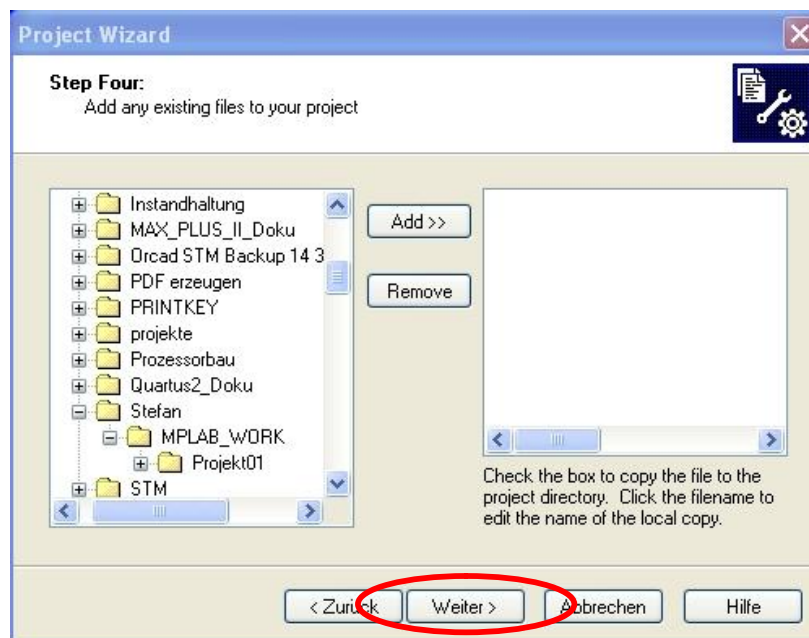 Project Wizard
Step Four:
Add any existing files to your project
Instandhaltung
MAX_PLUS_II_Doku
Orcad STM Backup 14 3
PDF erzeugen
PRINTKEY
projekte
Prozessorbau
Quartus2_Doku
Stefan
MPLAB_WORK
Projekt01
STM
Add >>
Remove
Check the box to copy the file to the
project directory. Click the filename to
edit the name of the local copy.
< Zurück
Weiter >
Abbrechen
Hilfe